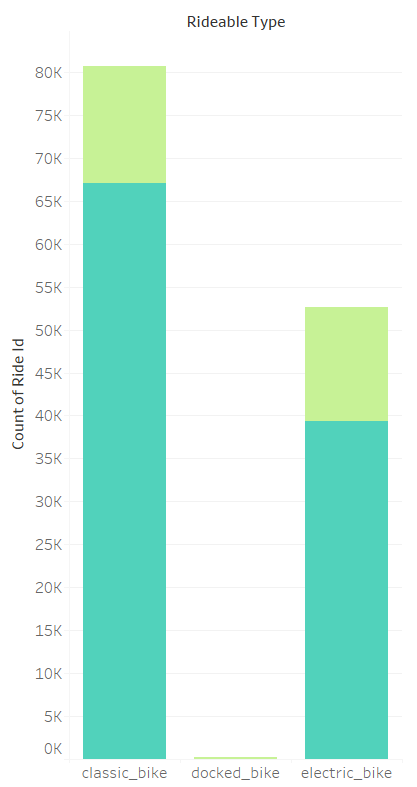 Rideable Type
80K
75K
70K
65K
60K
55K
50K
45K
40K
35K
30K
25K
20K
15K
10K
5K
0K
Count of Ride Id
classic_bike docked_bike electric_bike